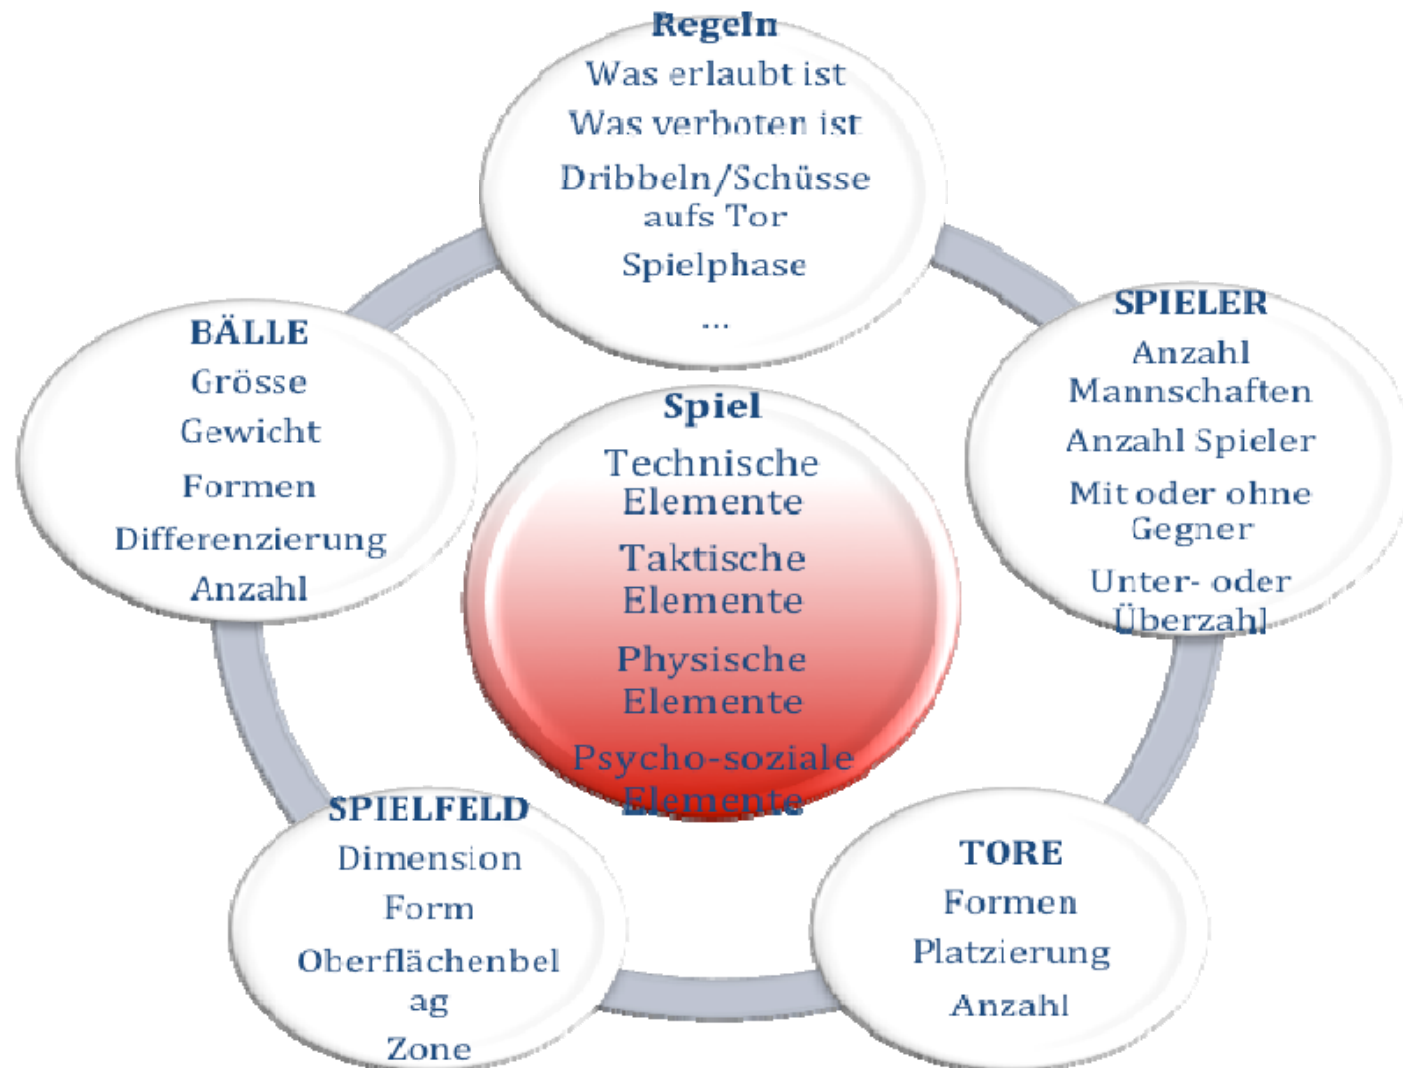 Regeln
Was erlaubt ist
Was verboten ist
Dribbeln/Schüsse
aufs Tor
Spielphase
...
SPIELER
Anzahl
Mannschaften
Anzahl Spieler
Mit oder ohne
Gegner
Unter- oder
Überzahl
TORE
Formen
Platzierung
Anzahl
SPIELFELD
Dimension
Form
Oberflächenbel
ag
Zone
BÄLLE
Grösse
Gewicht
Formen
Differenzierung
Anzahl
Spiel
Technische
Elemente
Taktische
Elemente
Physische
Elemente
Psycho-soziale
Elemente